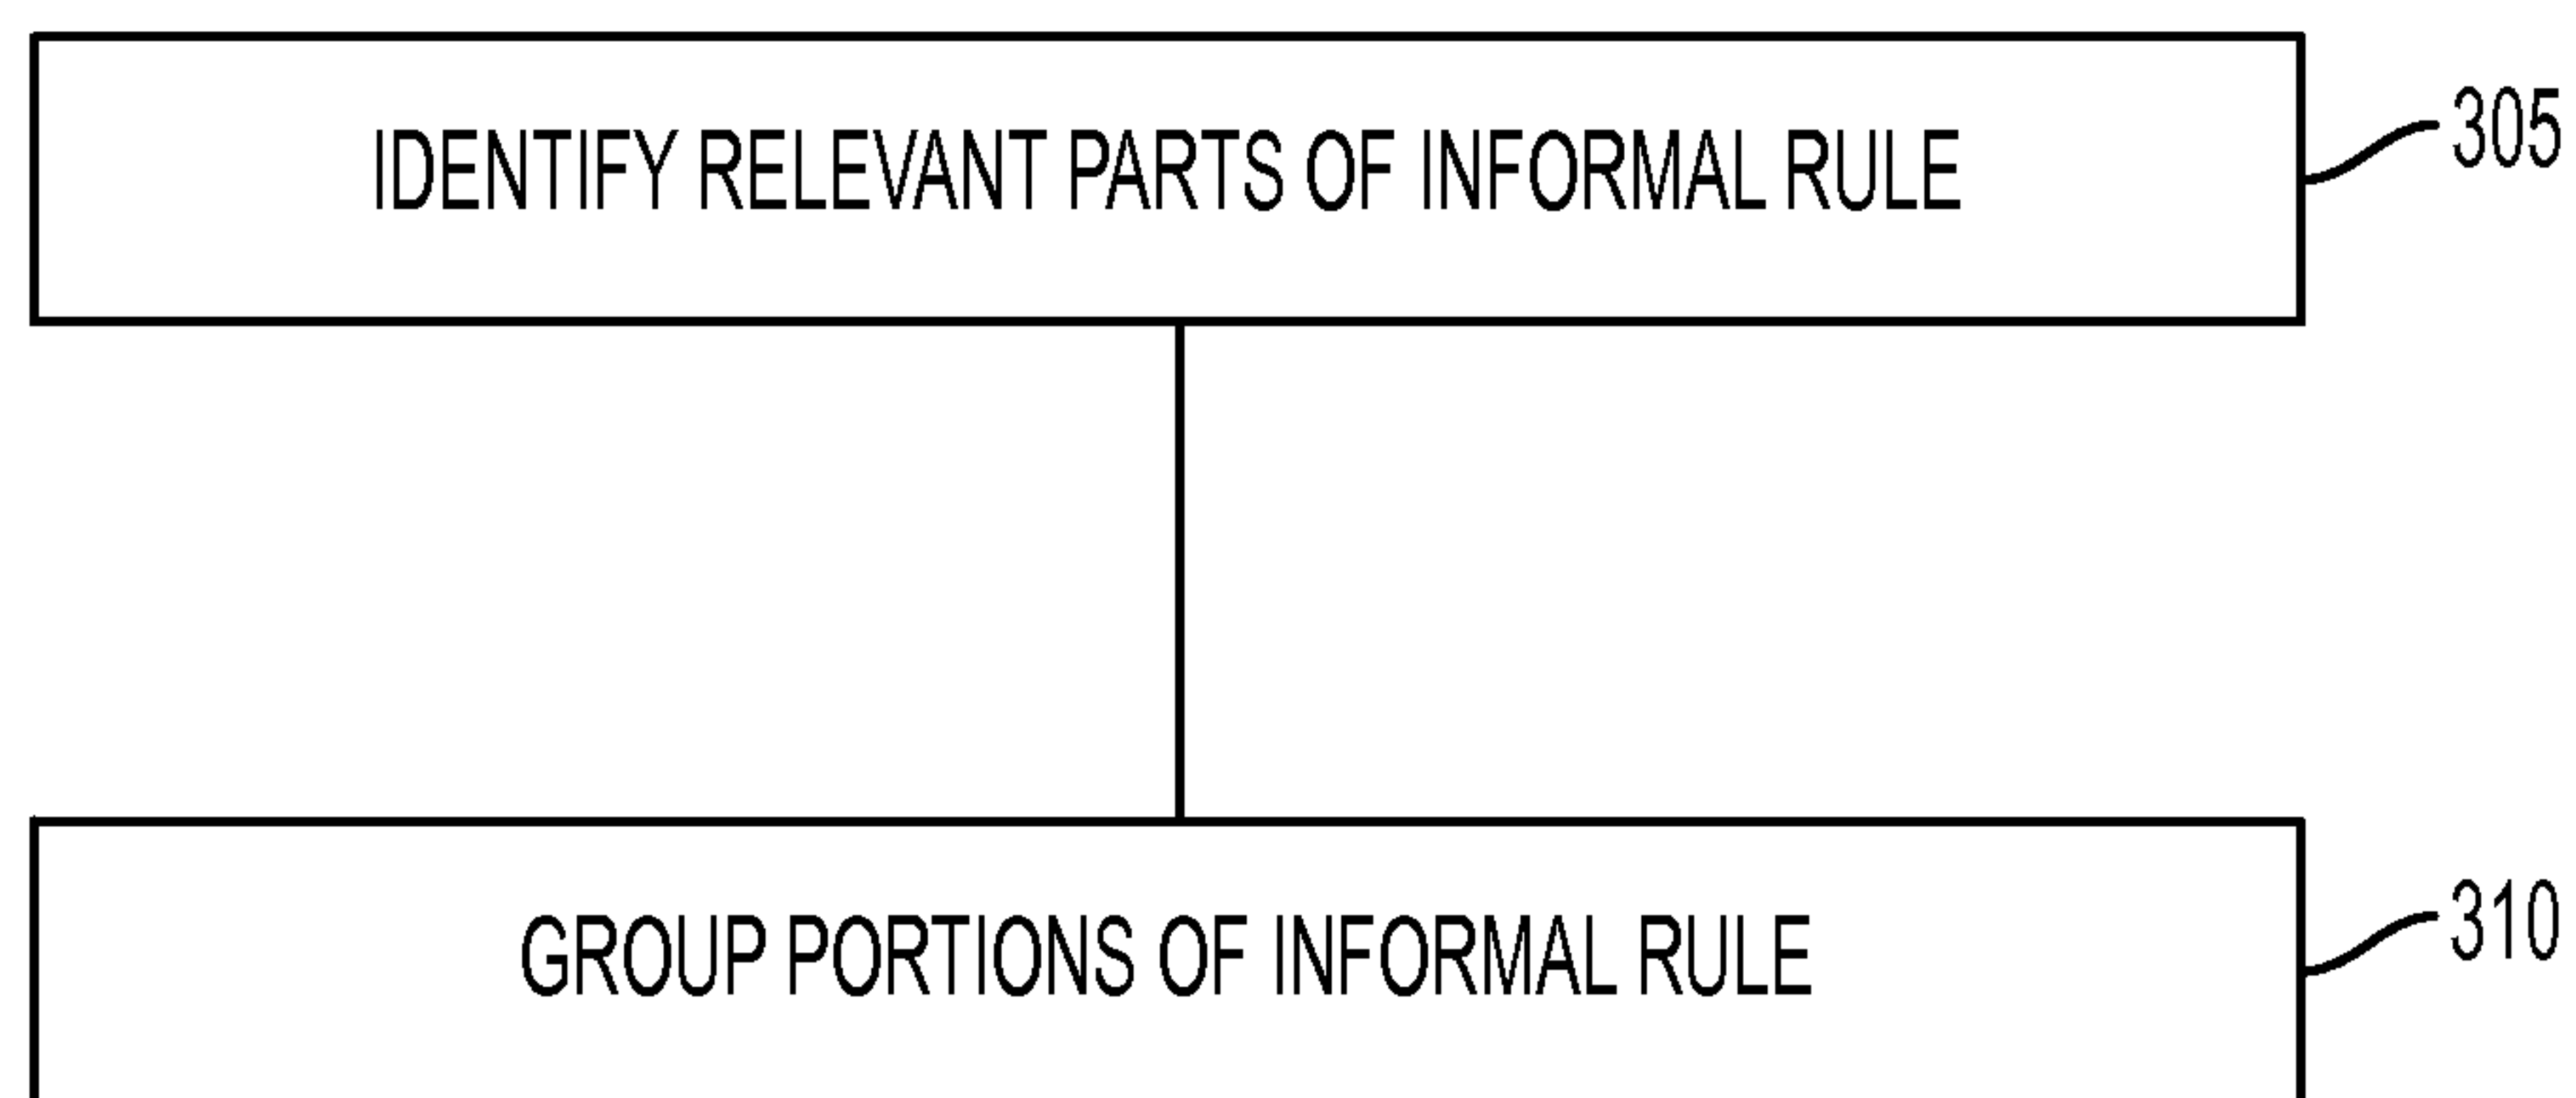 IDENTIFY RELEVANT PARTS OF INFORMAL RULE
305
GROUP PORTIONS OF INFORMAL RULE
310